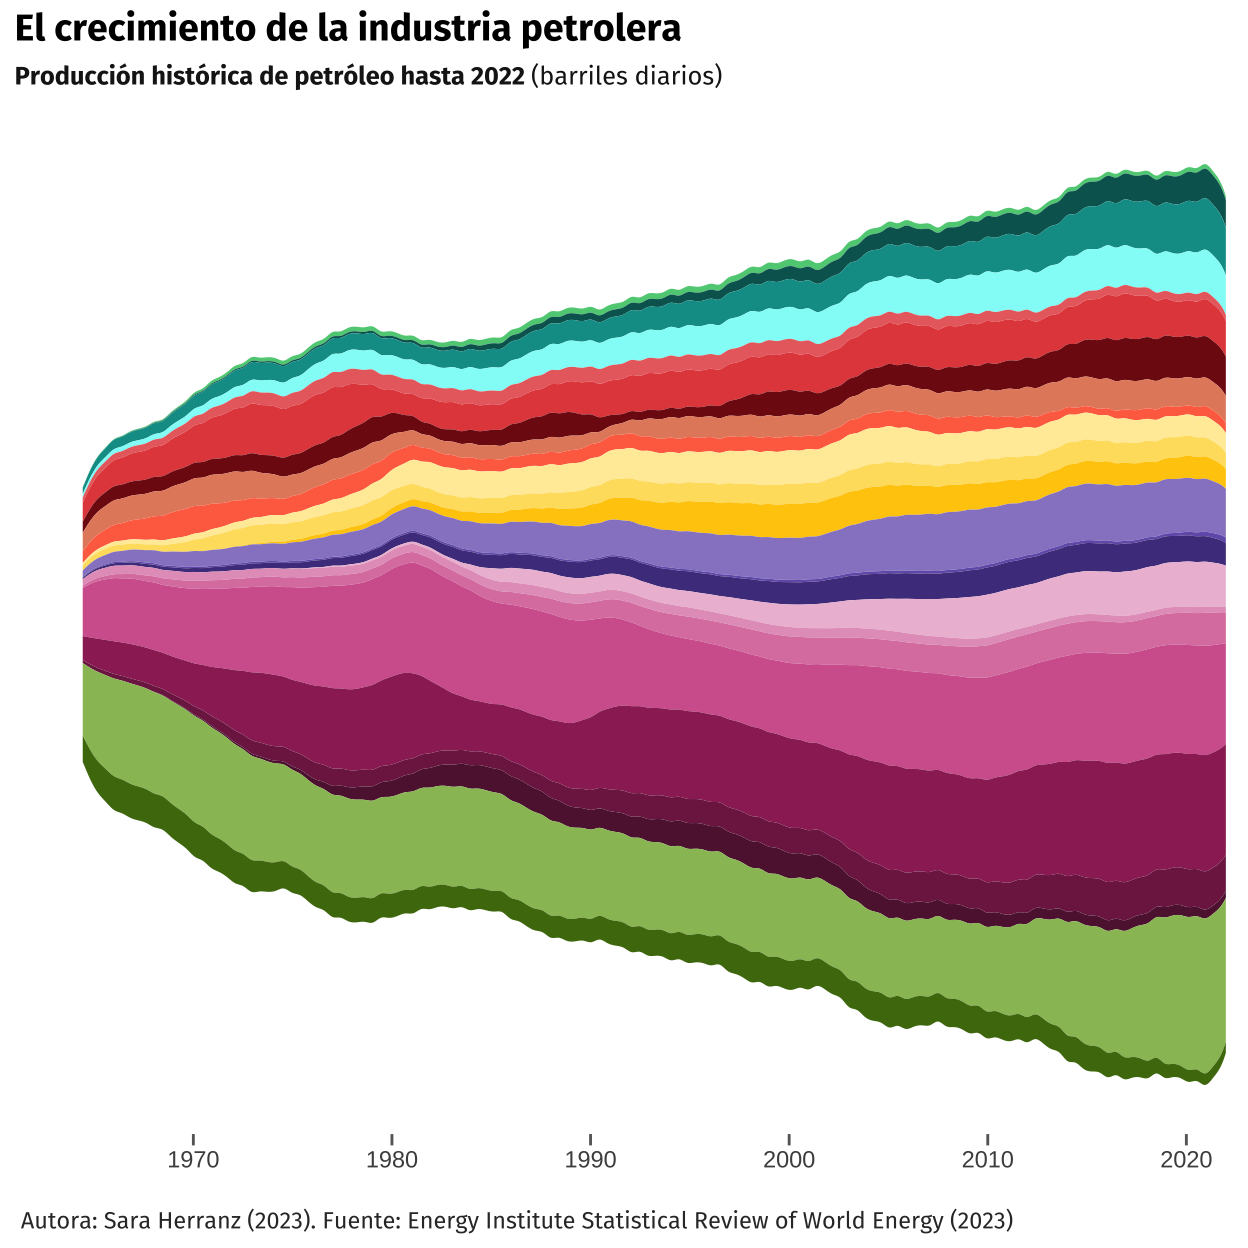 El crecimiento de la industria petrolera
Producción histórica de petróleo hasta 2022 (barriles diarios)
1970 1980 1990 2000 2010 2020
Autora: Sara Herranz (2023). Fuente: Energy Institute Statistical Review of World Energy (2023)